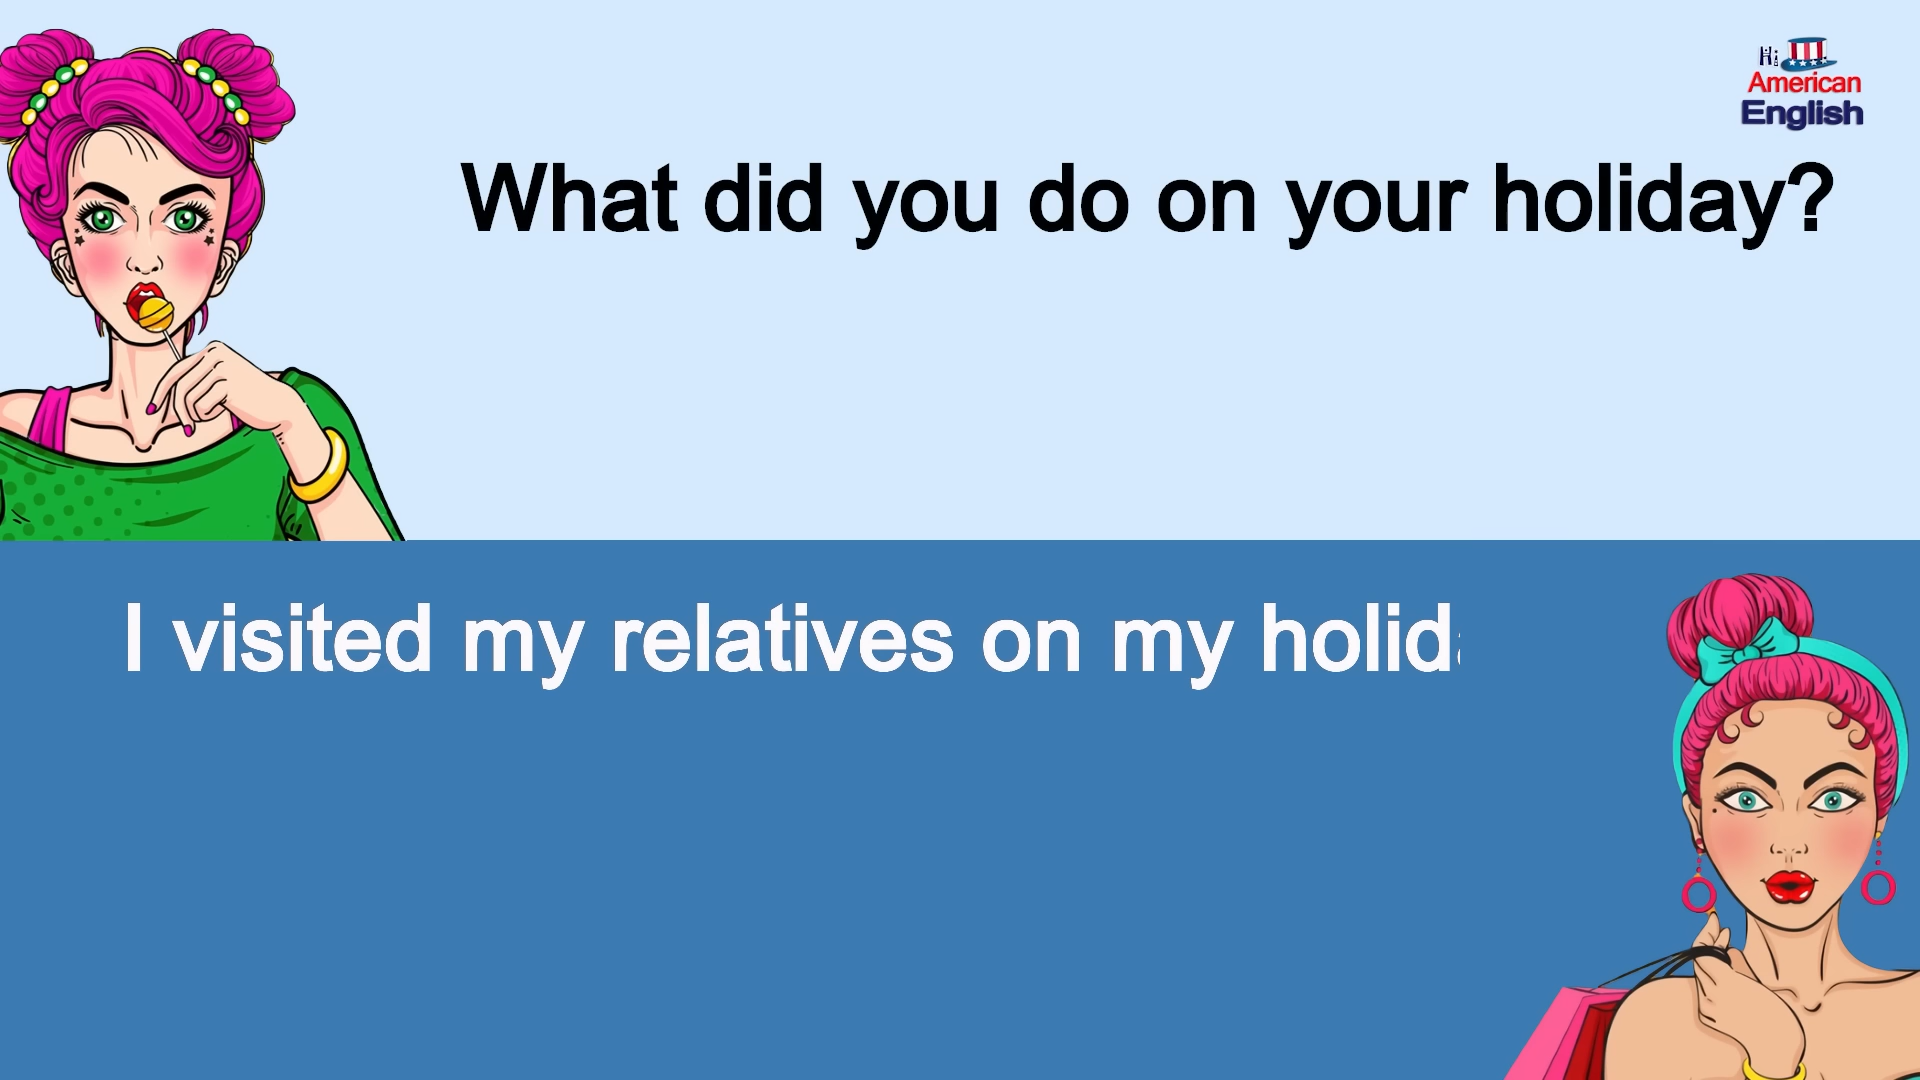 Hi
American
English
What did you do on your holiday?
I visited my relatives on my holid